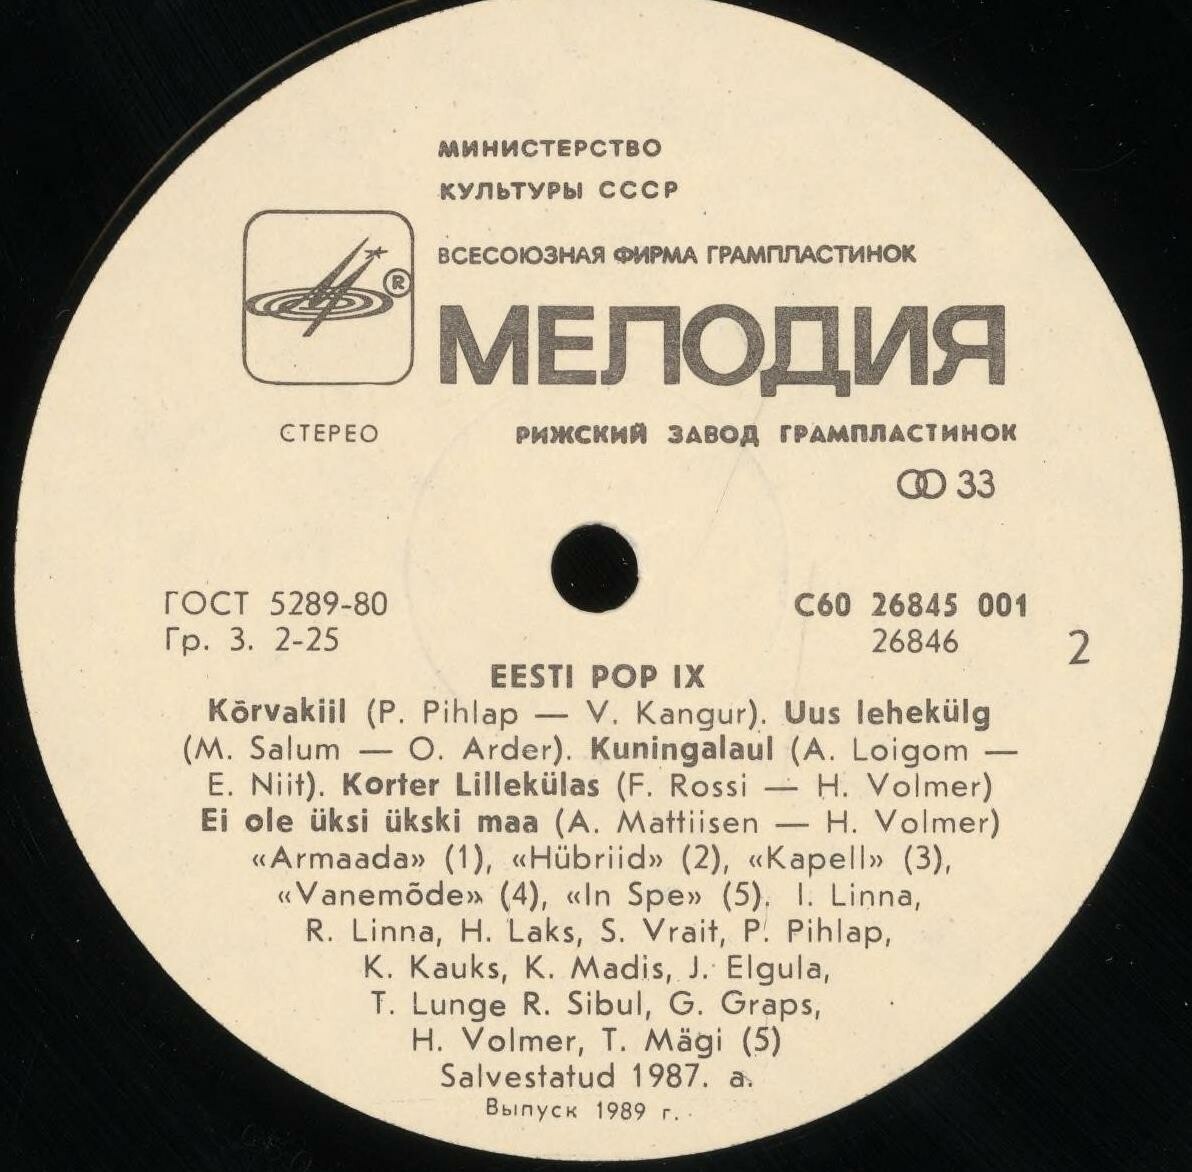 МИНИСТЕРСТВО
КУЛЬТУРЫ СССР
ВСЕСОЮЗНАЯ ФИРМА ГРАМПЛАСТИНОК
®
МЕЛОДИЯ
СТЕРЕО
РИЖСКИЙ ЗАВОД ГРАМПЛАСТИНОК
33
ГОСТ 5289-80
Гр. 3. 2-25
С60 26845 001
26846
2
EESTI POP IX
Kõrvakiil (P. Pihlap — V. Kangur). Uus lehekülg
(M. Salum — O. Arder). Kuningalaul (A. Loigom —
E. Niit). Korter Lillekülas (F. Rossi — H. Volmer)
Ei ole üksi ükski maa (A. Mattiisen — H. Volmer)
«Armaada» (1), «Hübriid» (2), «Kapell» (3),
«Vanemõde» (4), «In Spe» (5). I. Linna,
R. Linna, H. Laks, S. Vrait, P. Pihlap,
K. Kauks, K. Madis, J. Elgula,
T. Lunge R. Sibul, G. Graps,
H. Volmer, T. Mägi (5)
Salvestatud 1987. a.
Выпуск 1989 г.